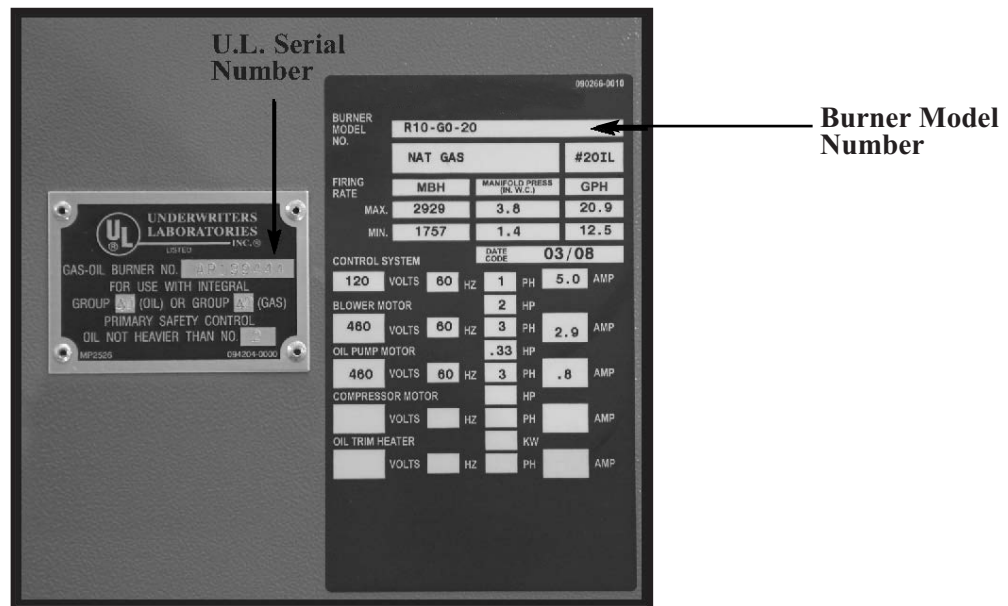 U.L. Serial
Number
Burner Model
Number
UL
®
UNDERWRITERS
LABORATORIES
INC.®
LISTED
GAS-OIL BURNER NO.
FOR USE WITH INTEGRAL
GROUP (OIL) OR GROUP (GAS)
PRIMARY SAFETY CONTROL
OIL NOT HEAVIER THAN NO. 2
MP2526 094204-0000
090266-0010
BURNER
MODEL
NO.
R10-GO-20
NAT GAS #2OIL
FIRING
RATE
MBH MANIFOLD PRESS (IN. W.C.) GPH
MAX. 2929 3.8 20.9
MIN. 1757 1.4 12.5
DATE CODE 03/08
CONTROL SYSTEM
120 VOLTS 60 HZ 1 PH 5.0 AMP
BLOWER MOTOR 2 HP
460 VOLTS 60 HZ 3 PH 2.9 AMP
OIL PUMP MOTOR .33 HP
460 VOLTS 60 HZ 3 PH .8 AMP
COMPRESSOR MOTOR HP
VOLTS HZ PH AMP
OIL TRIM HEATER KW
VOLTS HZ PH AMP